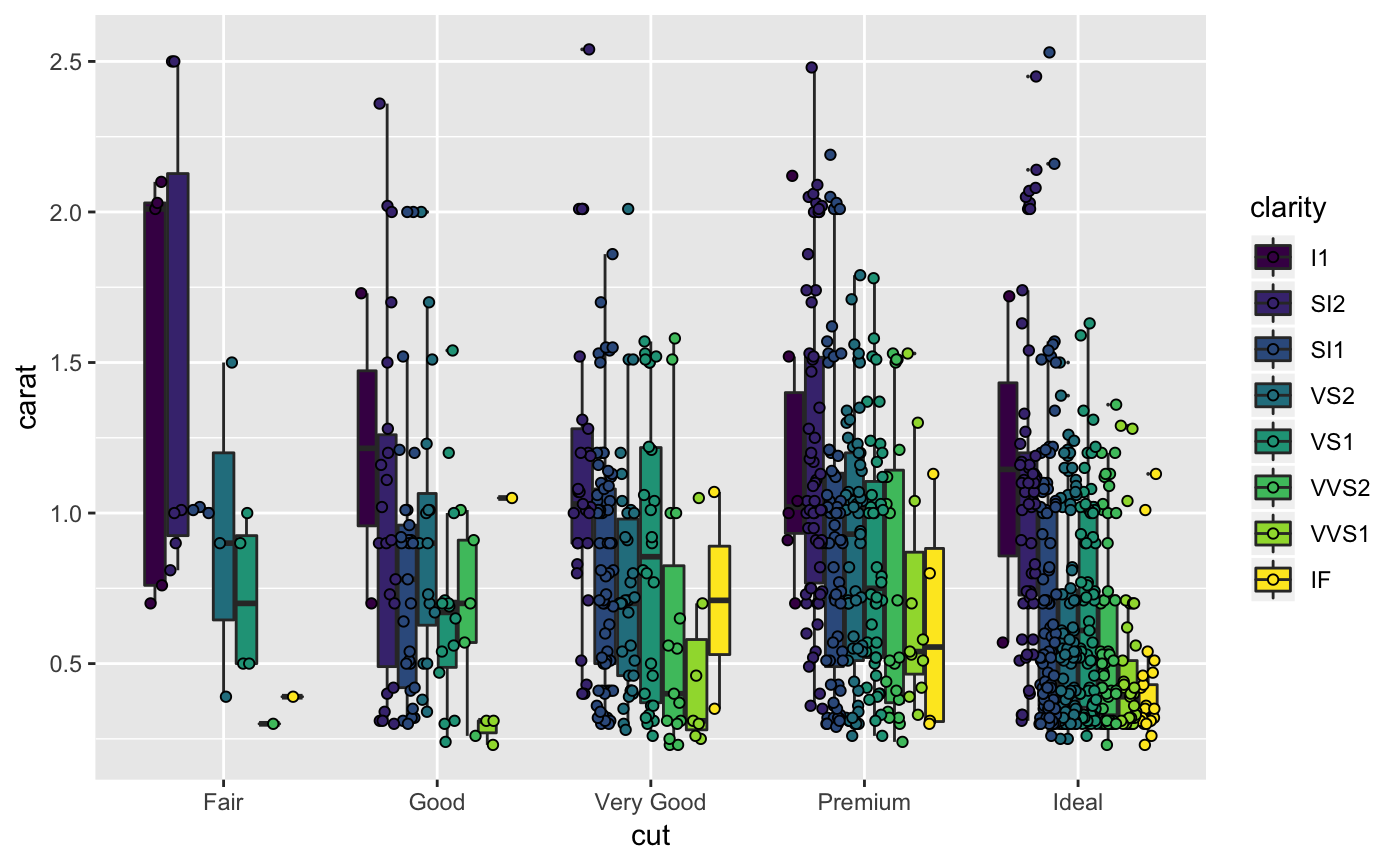 2.5
2.0
1.5
1.0
0.5
carat
Fair Good Very Good Premium Ideal
cut
clarity
I1
SI2
SI1
VS2
VS1
VVS2
VVS1
IF